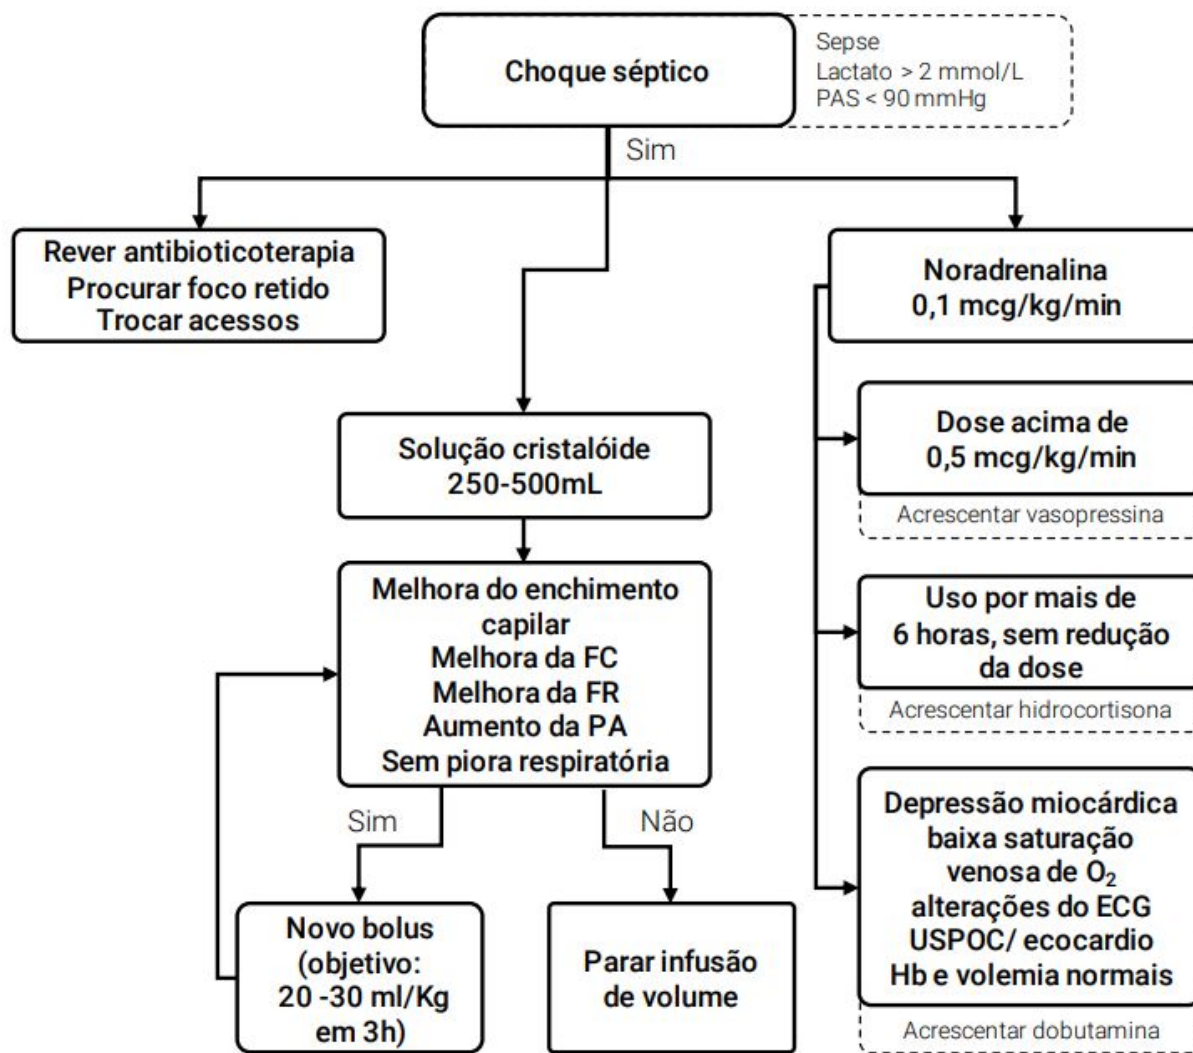 Choque séptico
Sepse
Lactato > 2 mmol/L
PAS < 90 mmHg
Sim
Rever antibioticoterapia
Procurar foco retido
Trocar acessos
Noradrenalina
0,1 mcg/kg/min
Dose acima de
0,5 mcg/kg/min
Acrescentar vasopressina
Solução cristalóide
250-500mL
Melhora do enchimento
capilar
Melhora da FC
Melhora da FR
Aumento da PA
Sem piora respiratória
Uso por mais de
6 horas, sem redução
da dose
Acrescentar hidrocortisona
Sim
Não
Novo bolus
(objetivo:
20 -30 ml/Kg
em 3h)
Parar infusão
de volume
Depressão miocárdica
baixa saturação
venosa de O₂
alterações do ECG
USPOC/ ecocardio
Hb e volemia normais
Acrescentar dobutamina